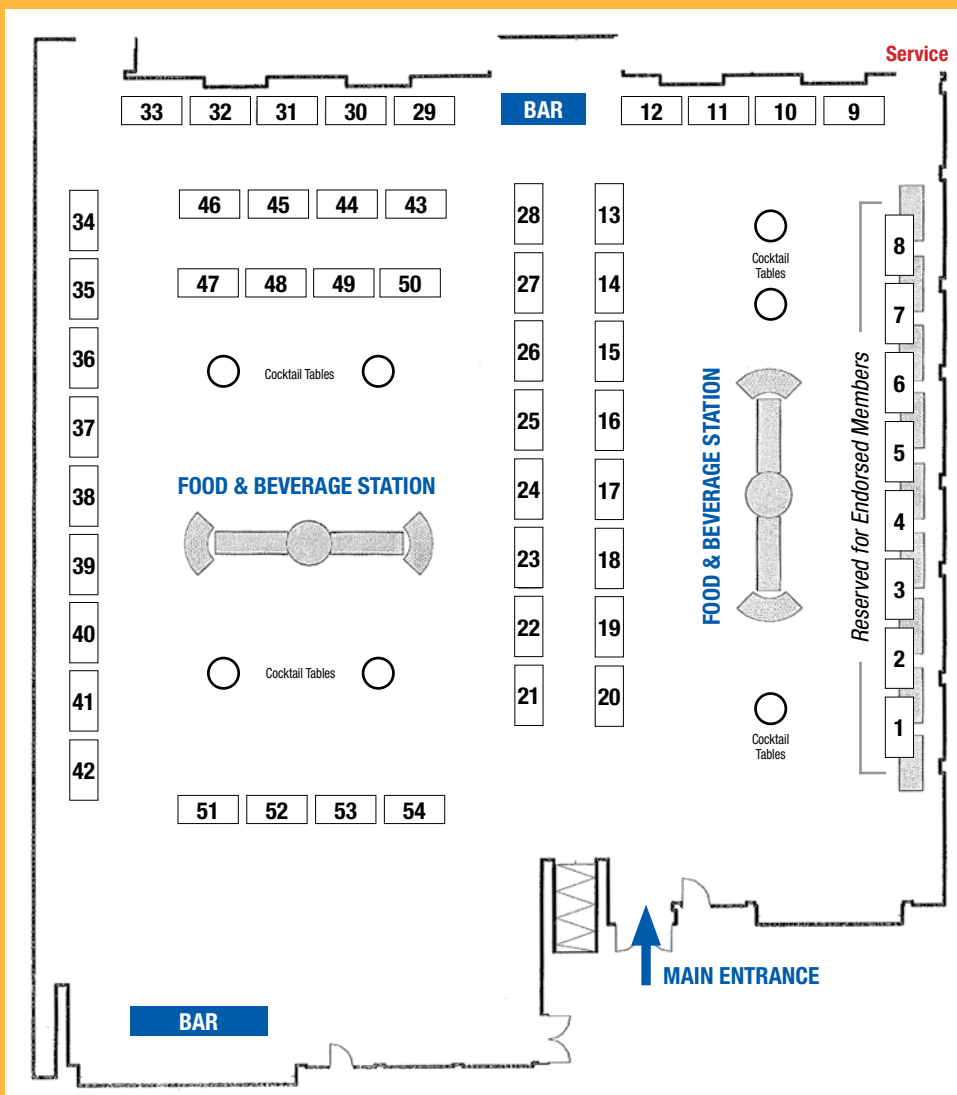 Service
33 32 31 30 29 BAR 12 11 10 9
46 45 44 43
47 48 49 50
34
35
36
37
38
39
40
41
42
Cocktail Tables
FOOD & BEVERAGE STATION
Cocktail Tables
51 52 53 54
28
27
26
25
24
23
22
21
13
14
15
16
17
18
19
20
Cocktail
Tables
FOOD & BEVERAGE STATION
Cocktail
Tables
Reserved for Endorsed Members
8
7
6
5
4
3
2
1
MAIN ENTRANCE
BAR